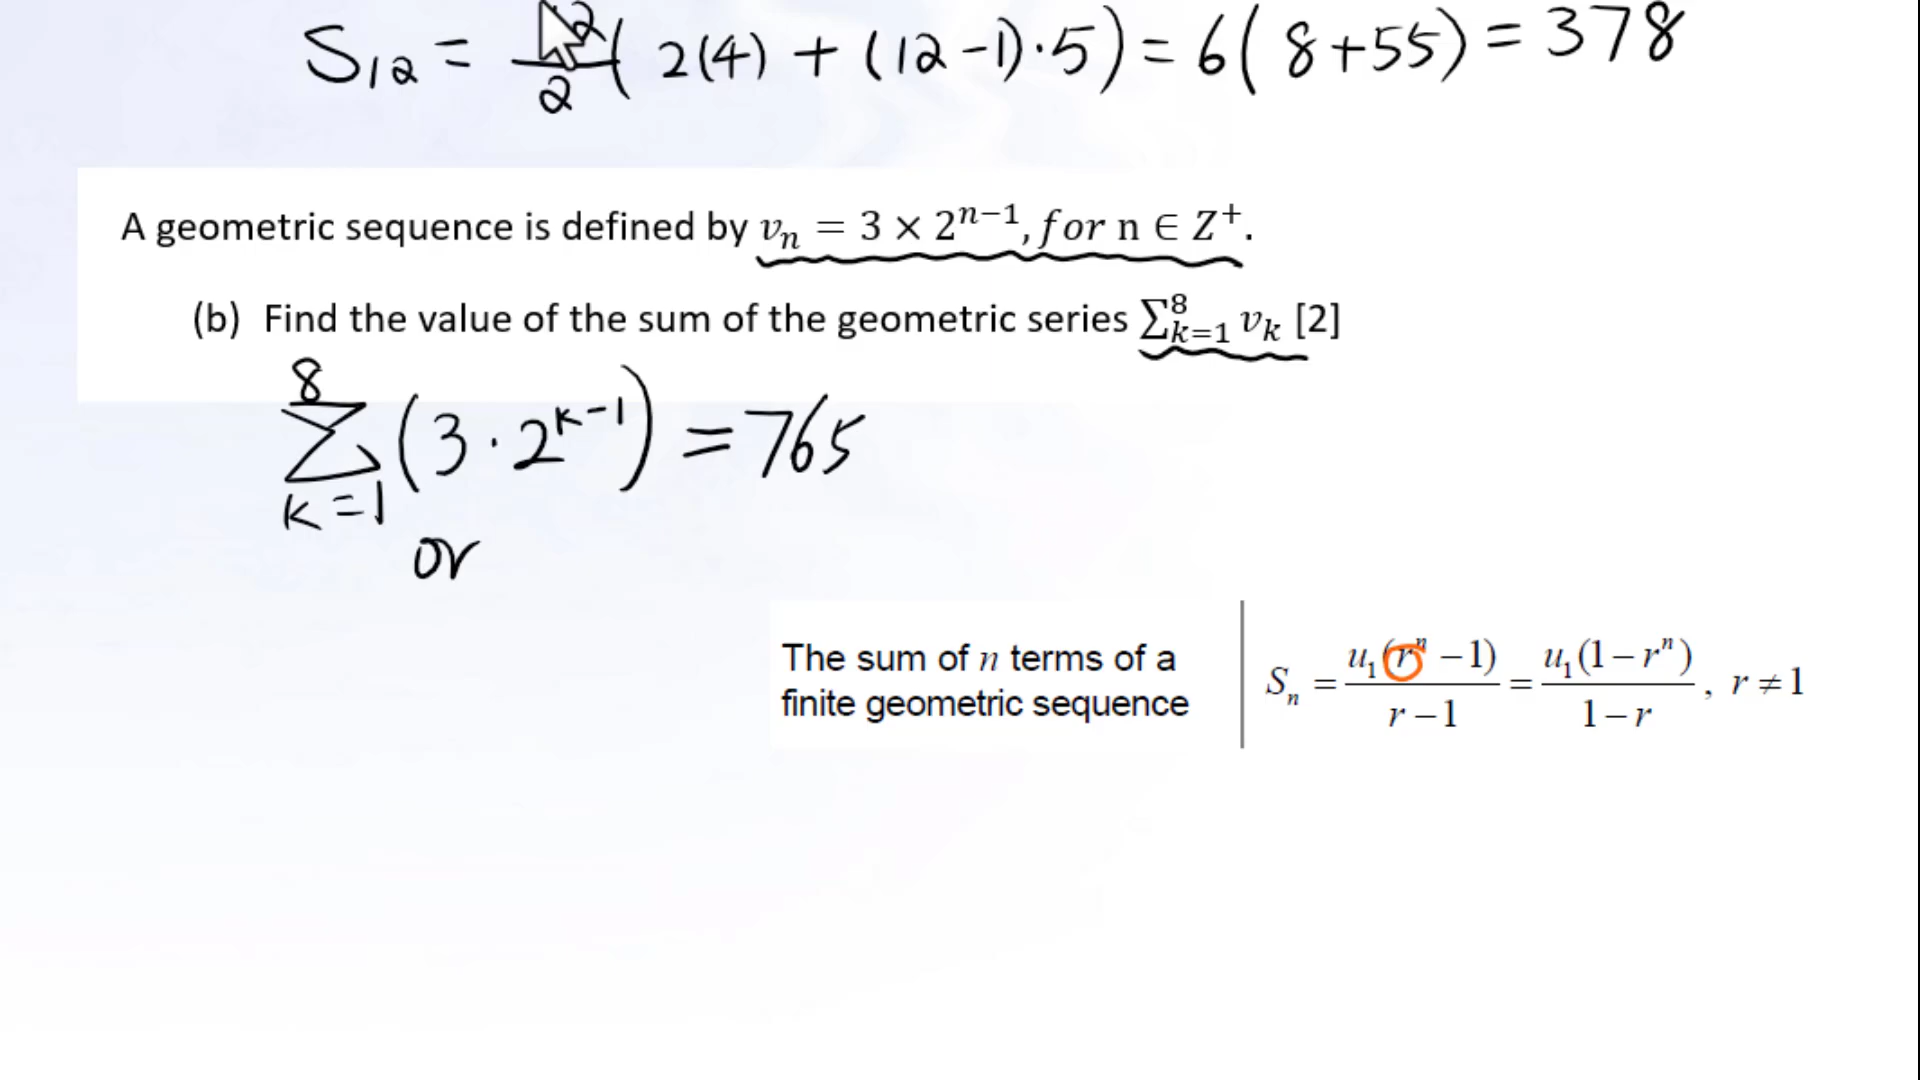 S₁₂ = 12/2 ( 2(4) + (12 -1)·5 ) = 6( 8+55) = 378
A geometric sequence is defined by vₙ = 3 × 2ⁿ⁻¹, for n ∈ Z⁺.
(b) Find the value of the sum of the geometric series ∑⁸ₖ₌₁ vₖ [2]
8
∑ (3 · 2ᵏ⁻¹) = 765
k = 1
or
The sum of n terms of a
finite geometric sequence
Sₙ = u₁(rⁿ – 1) / (r – 1) = u₁(1 – rⁿ) / (1 – r) , r ≠ 1